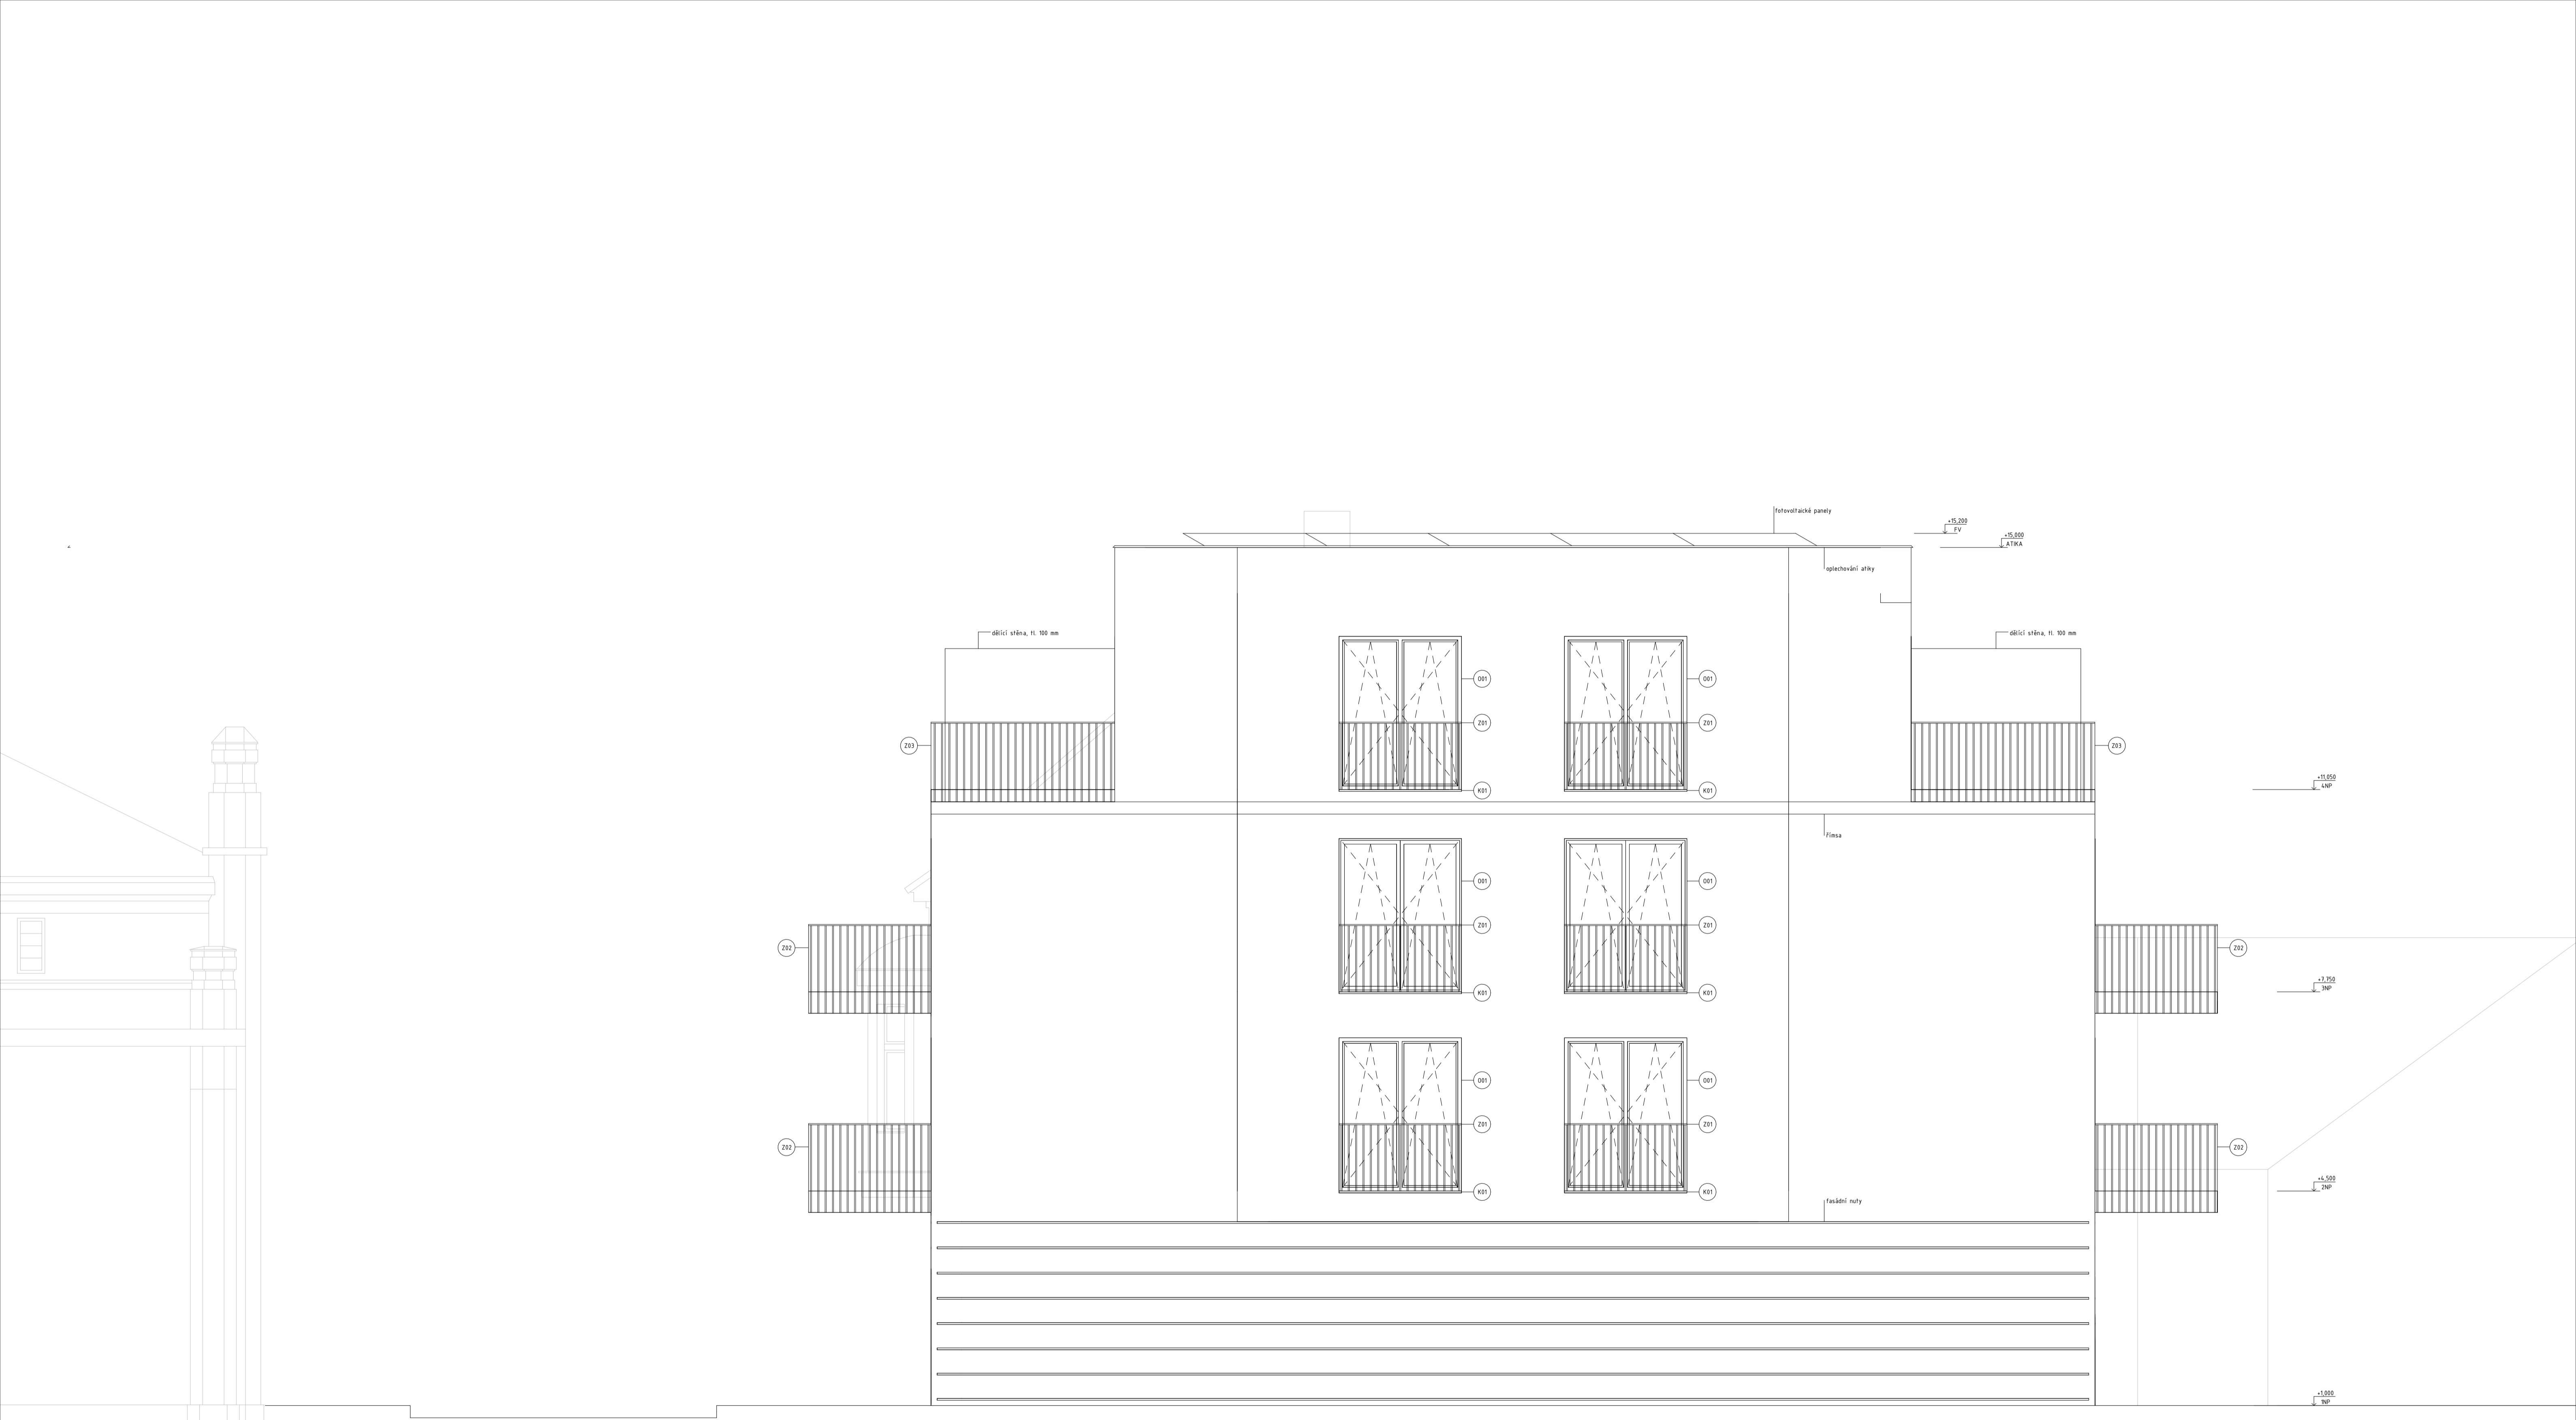 fotovoltaické panely
+15,200
FV
+15,000
ATIKA
oplechování atiky
dělící stěna, tl. 100 mm
dělící stěna, tl. 100 mm
O01
O01
Z01
Z01
Z03
Z03
+11,050
4NP
K01
K01
římsa
O01
O01
Z01
Z01
Z02
Z02
+7,750
3NP
K01
K01
O01
O01
Z01
Z01
Z02
Z02
+4,500
2NP
K01
K01
fasádní nuty
+1,000
1NP